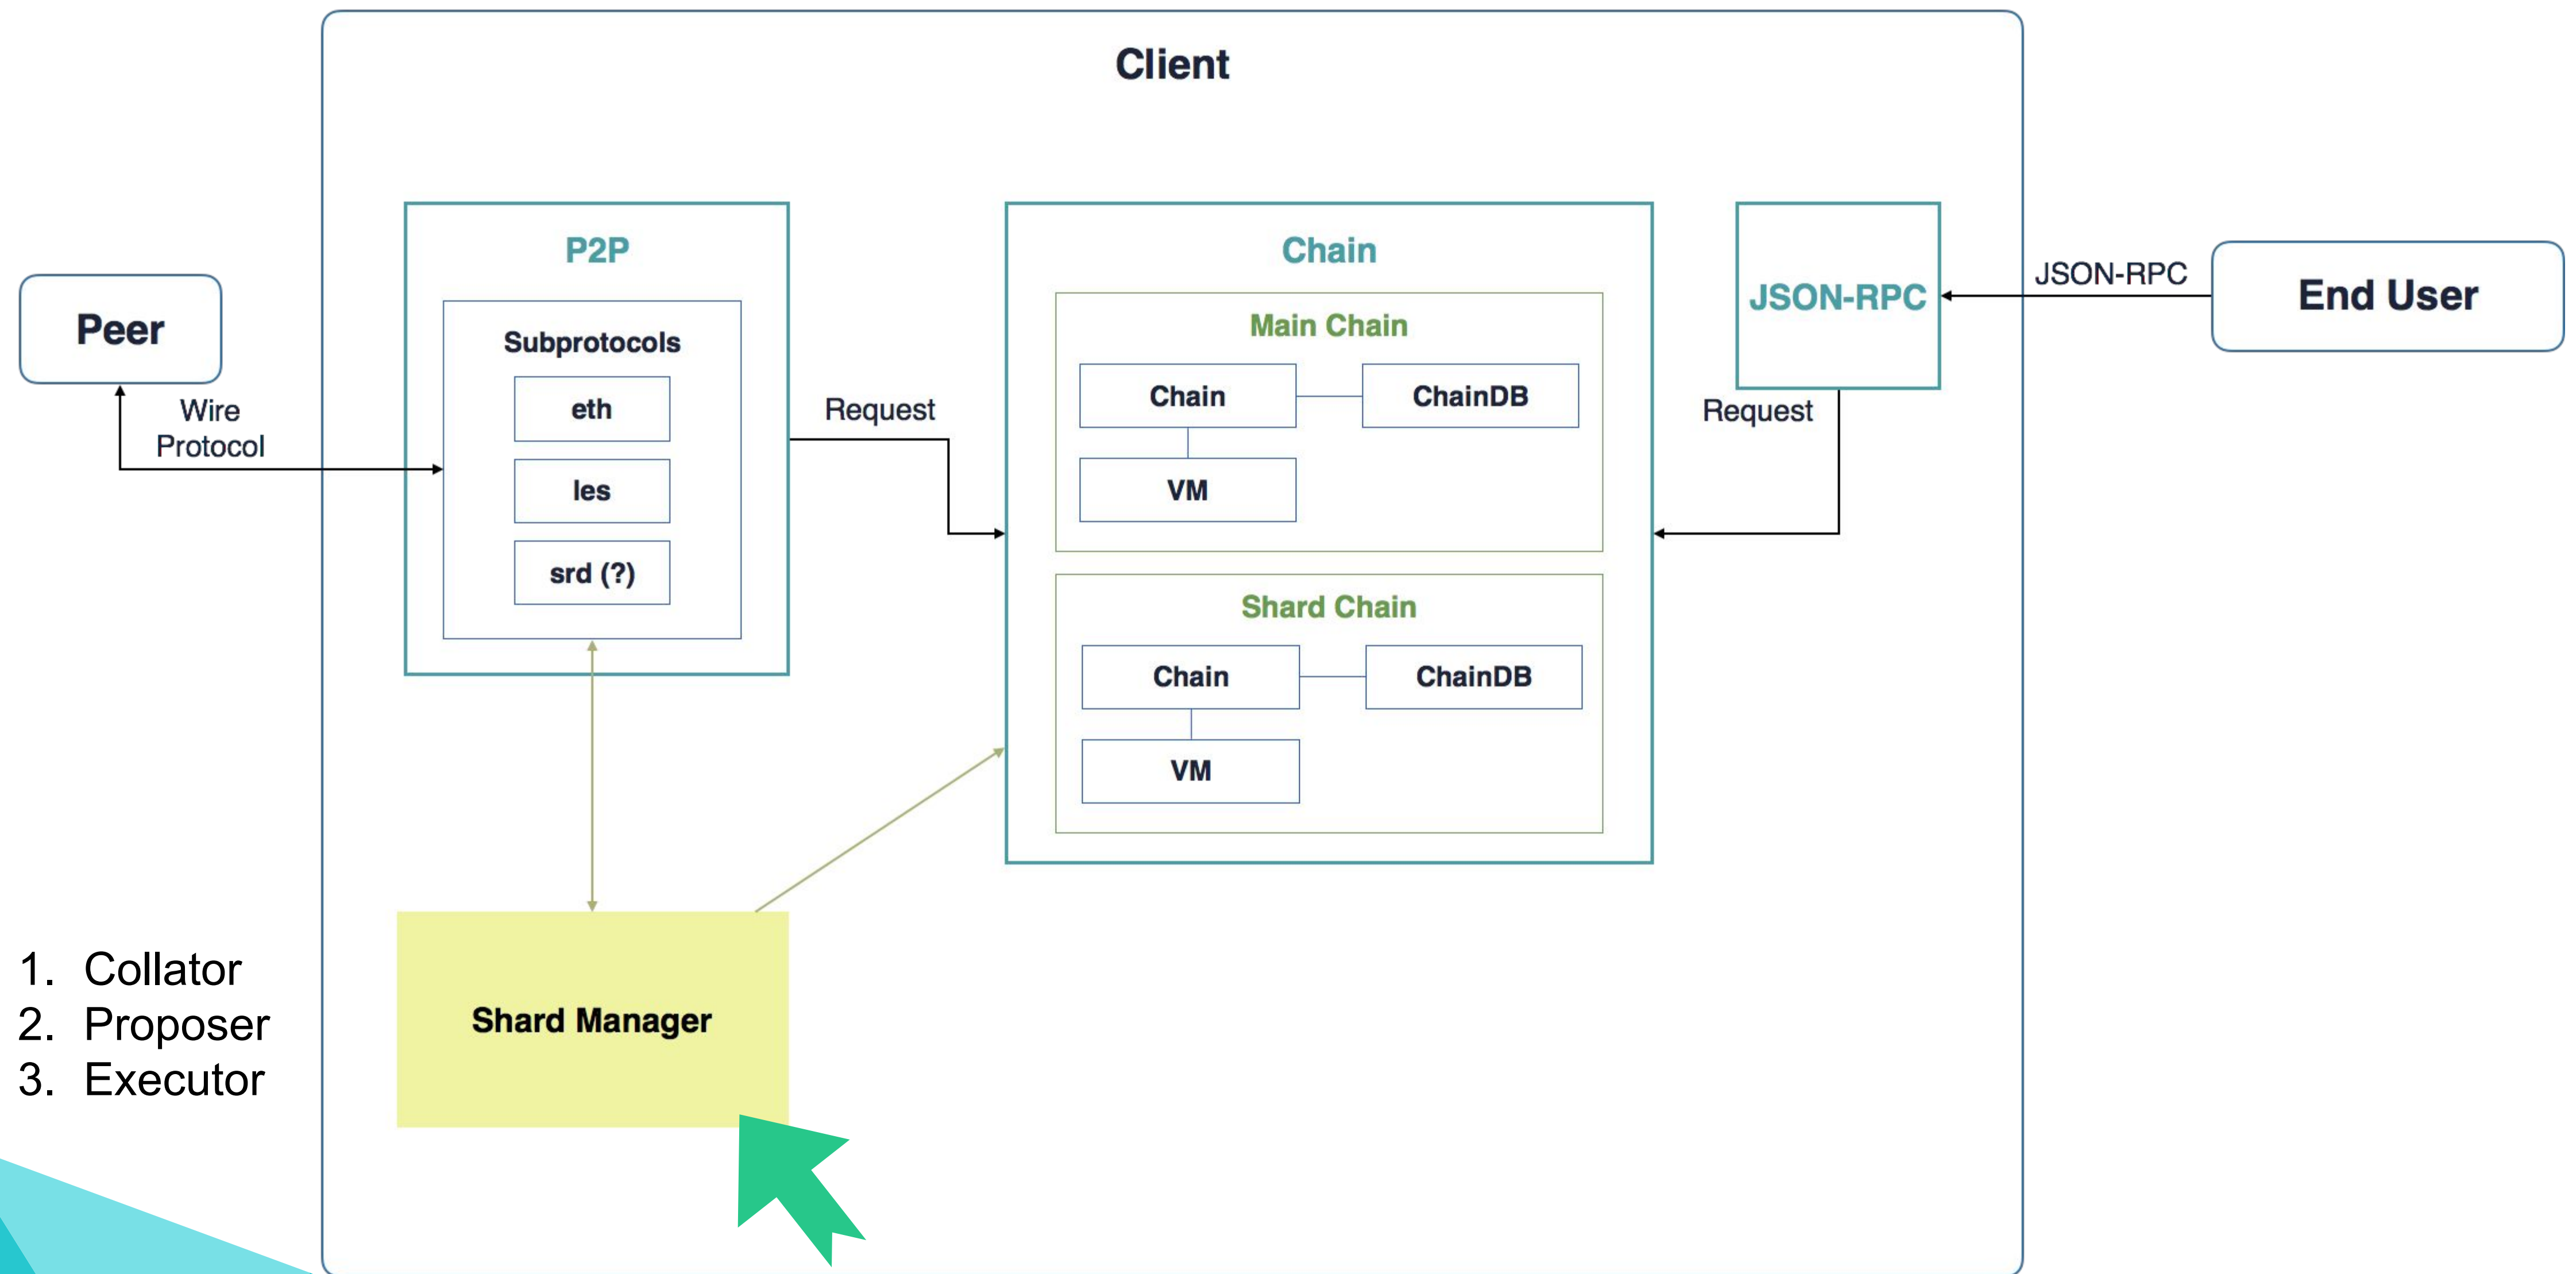 Client
P2P
Subprotocols
eth
les
srd (?)
Peer
Wire
Protocol
Request
Chain
Main Chain
Chain
ChainDB
VM
Shard Chain
Chain
ChainDB
VM
JSON-RPC
Request
JSON-RPC
End User
Shard Manager
1. Collator
2. Proposer
3. Executor